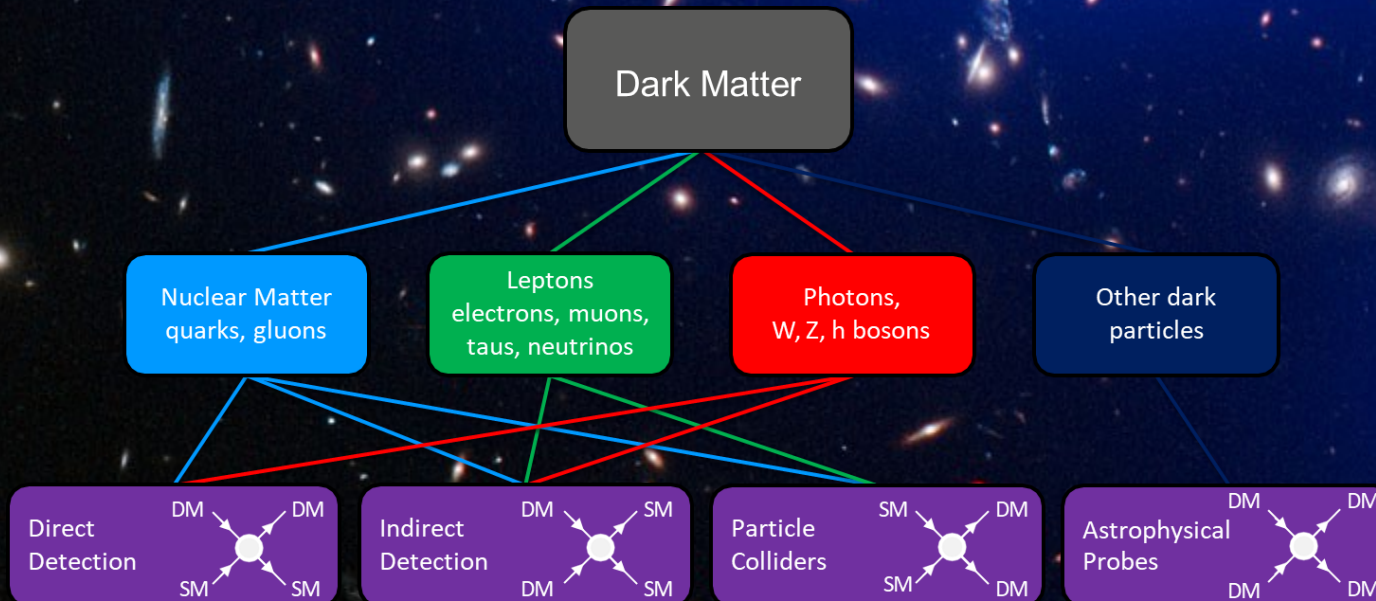 Dark Matter
Nuclear Matter
quarks, gluons
Leptons
electrons, muons,
taus, neutrinos
Photons,
W, Z, h bosons
Other dark
particles
Direct
Detection
DM
DM
SM
SM
Indirect
Detection
DM
SM
DM
SM
Particle
Colliders
SM
DM
SM
DM
Astrophysical
Probes
DM
DM
DM
DM